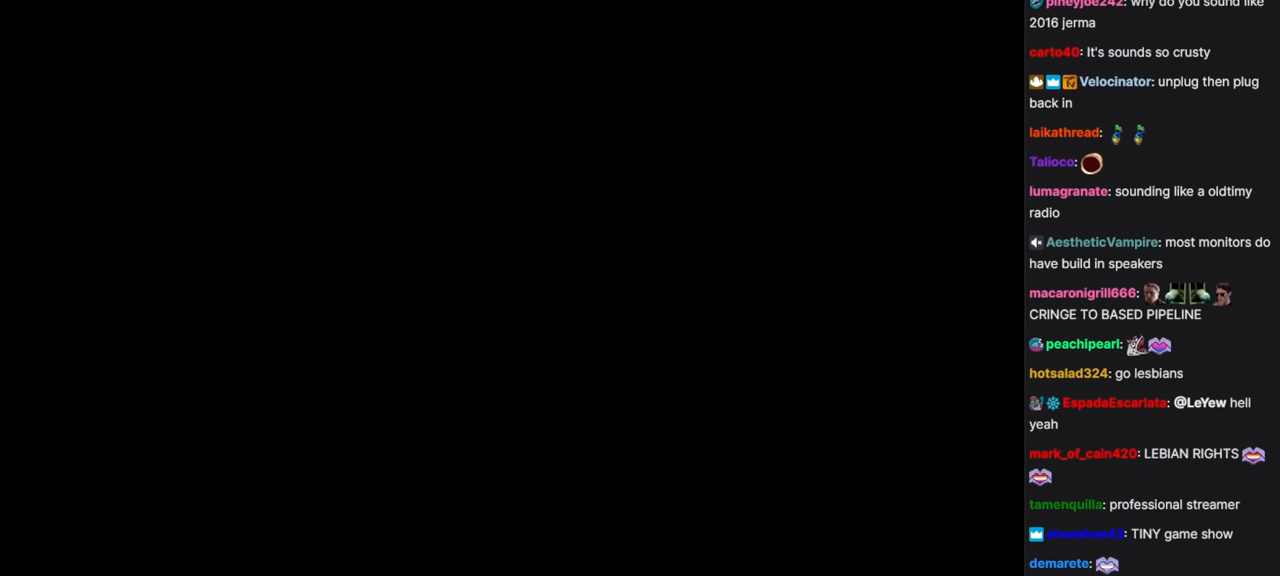 pineyjoe242: why do you sound like
2016 jerma
carto40: It's sounds so crusty
Velocinator: unplug then plug
back in
laikathread:
Talioco:
lumagranate: sounding like a oldtimy
radio
AestheticVampire: most monitors do
have build in speakers
macaronigrill666:
CRINGE TO BASED PIPELINE
peachipearl:
hotsalad324: go lesbians
EspadaEscarlata: @LeYew hell
yeah
mark_of_cain420: LEBIAN RIGHTS
tamenquilla: professional streamer
shoeshoe43: TINY game show
demarete: